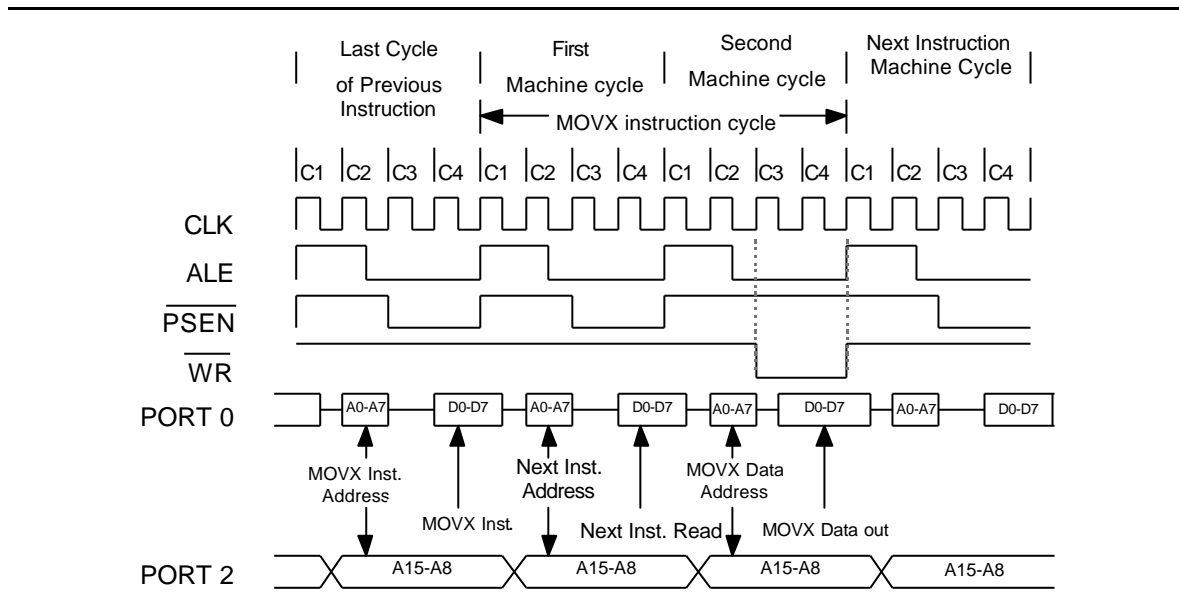 Last Cycle
of Previous
Instruction
First
Machine cycle
Second
Machine cycle
Next Instruction
Machine Cycle
MOVX instruction cycle
C1 C2 C3 C4 C1 C2 C3 C4 C1 C2 C3 C4 C1 C2 C3 C4
CLK
ALE
PSEN
WR
PORT 0
A0-A7 D0-D7 A0-A7 D0-D7 A0-A7 D0-D7 A0-A7 D0-D7
MOVX Inst.
Address
MOVX Inst.
Next Inst.
Address
Next Inst. Read
MOVX Data
Address
MOVX Data out
PORT 2
A15-A8 A15-A8 A15-A8 A15-A8